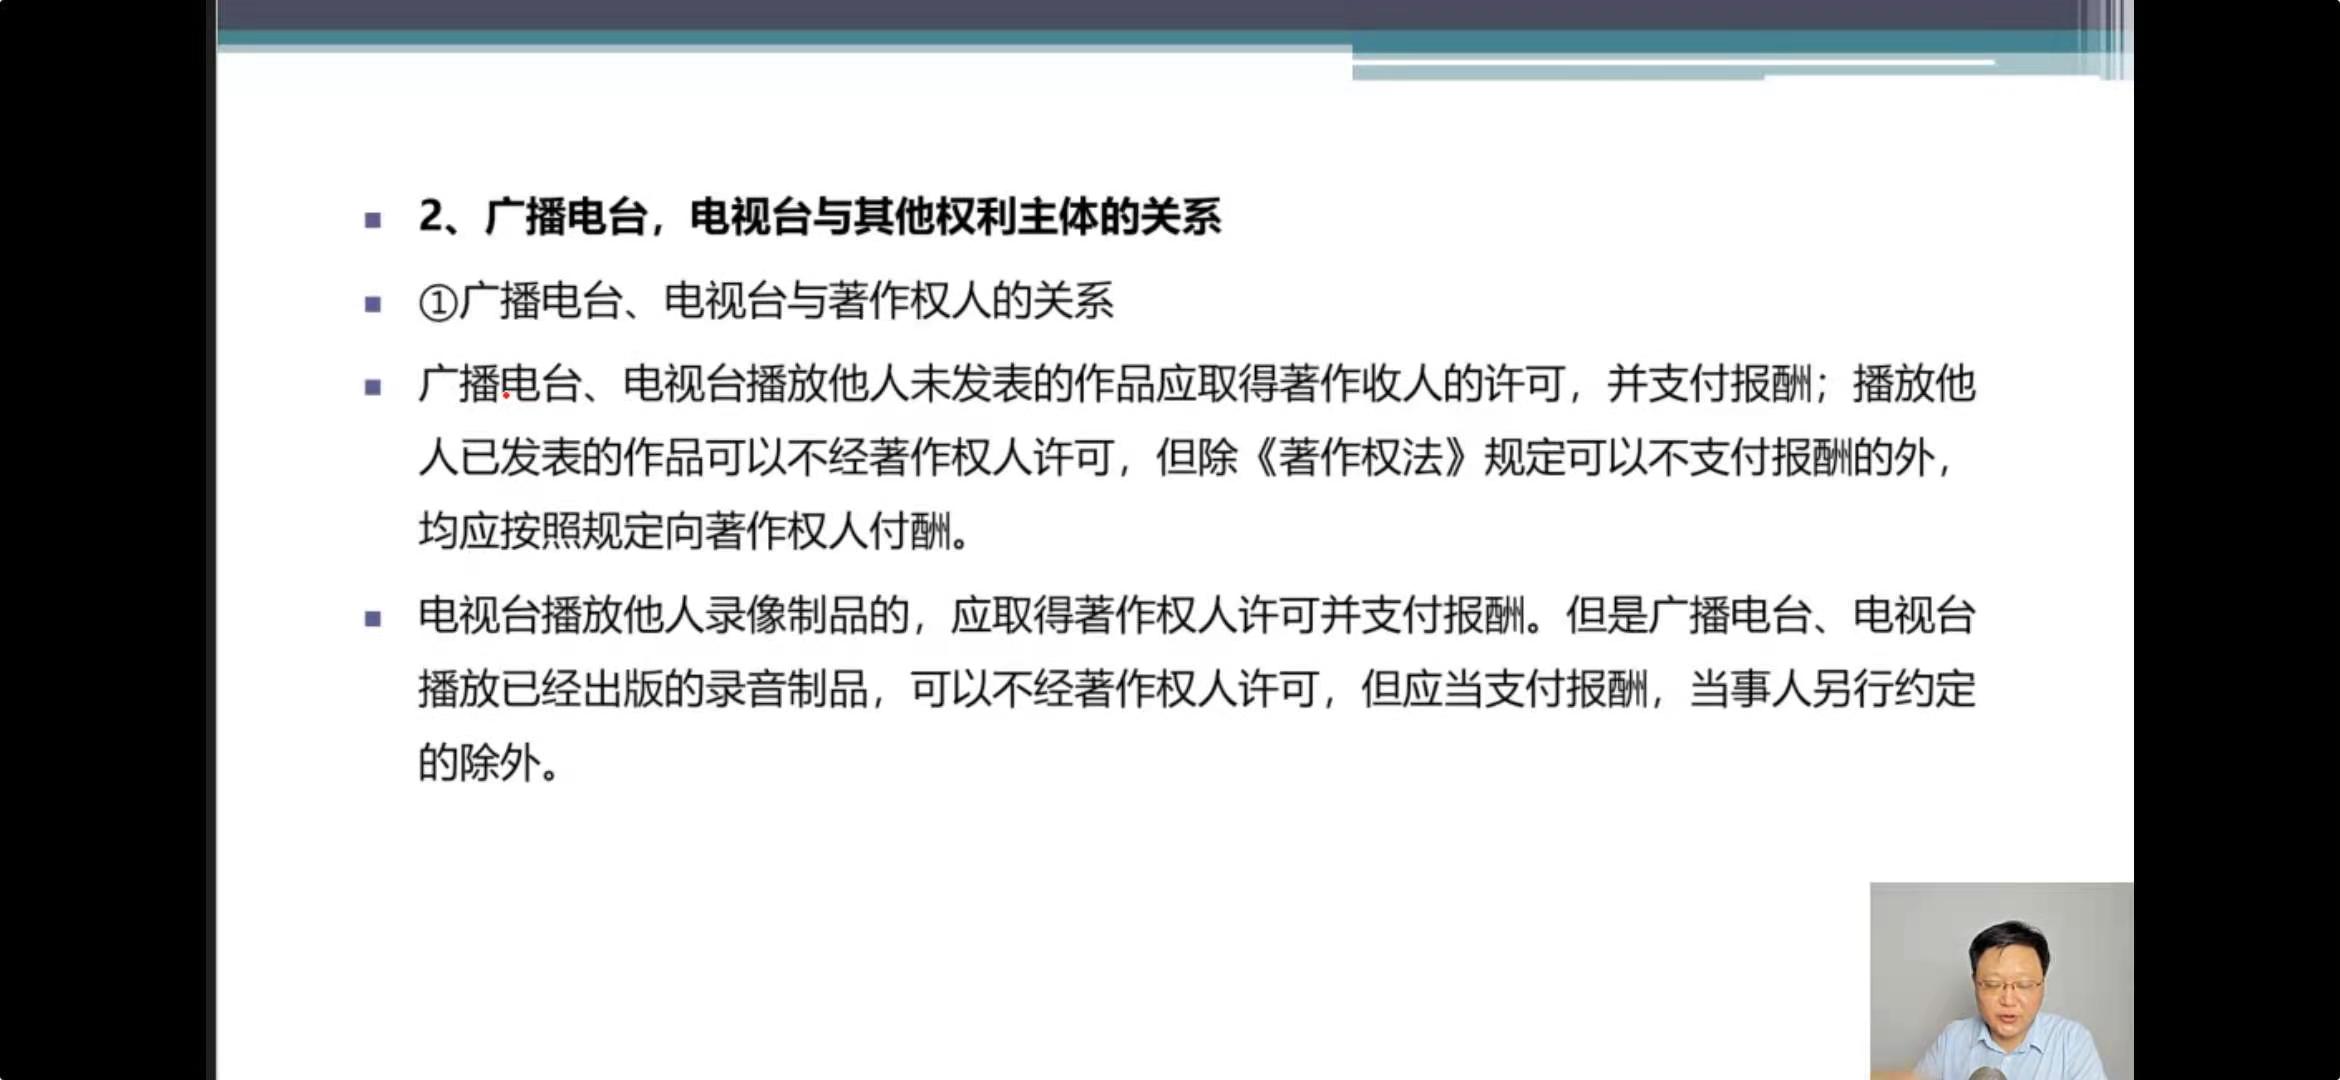 2、广播电台，电视台与其他权利主体的关系
①广播电台、电视台与著作权人的关系
广播电台、电视台播放他人未发表的作品应取得著作收人的许可，并支付报酬；播放他
人已发表的作品可以不经著作权人许可，但除《著作权法》规定可以不支付报酬的外，
均应按照规定向著作权人付酬。
电视台播放他人录像制品的，应取得著作权人许可并支付报酬。但是广播电台、电视台
播放已经出版的录音制品，可以不经著作权人许可，但应当支付报酬，当事人另行约定
的除外。